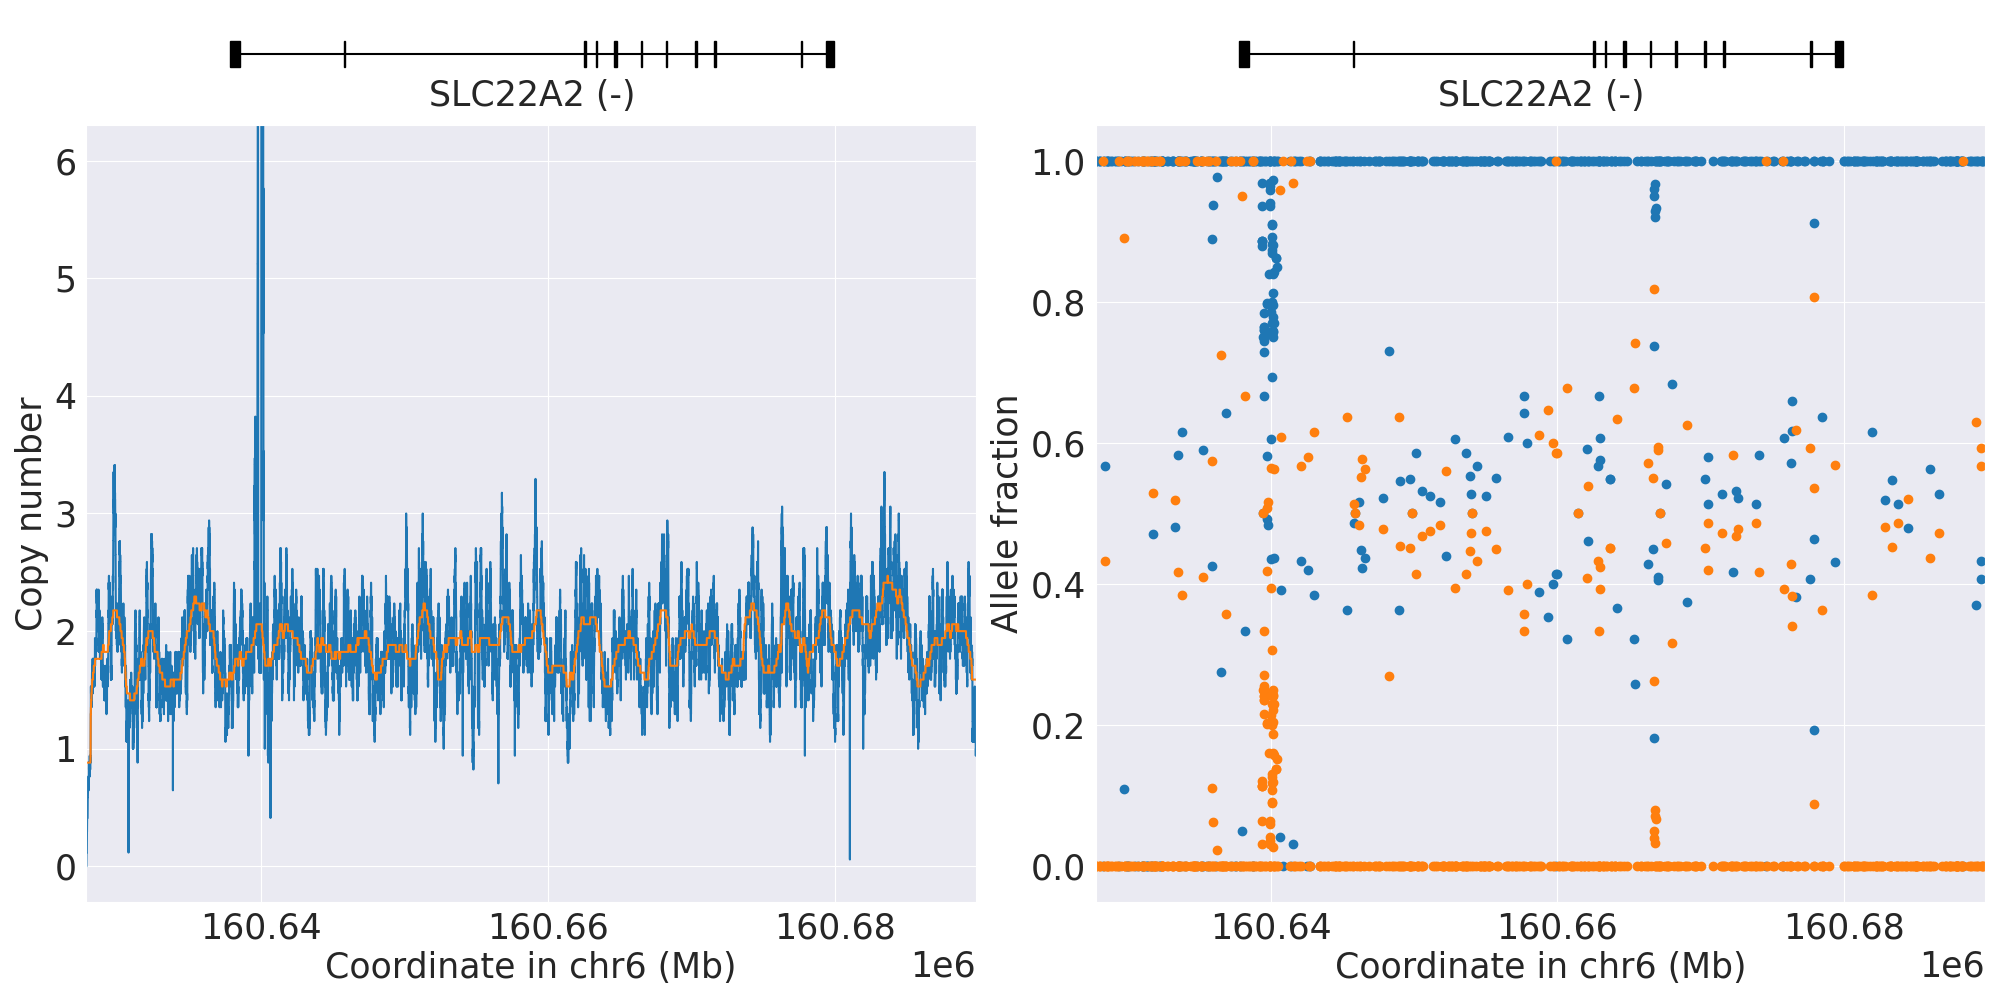 SLC22A2 (-)
Copy number
6
5
4
3
2
1
0
160.64
160.66
160.68
Coordinate in chr6 (Mb)
1e6
SLC22A2 (-)
Allele fraction
1.0
0.8
0.6
0.4
0.2
0.0
160.64
160.66
160.68
Coordinate in chr6 (Mb)
1e6